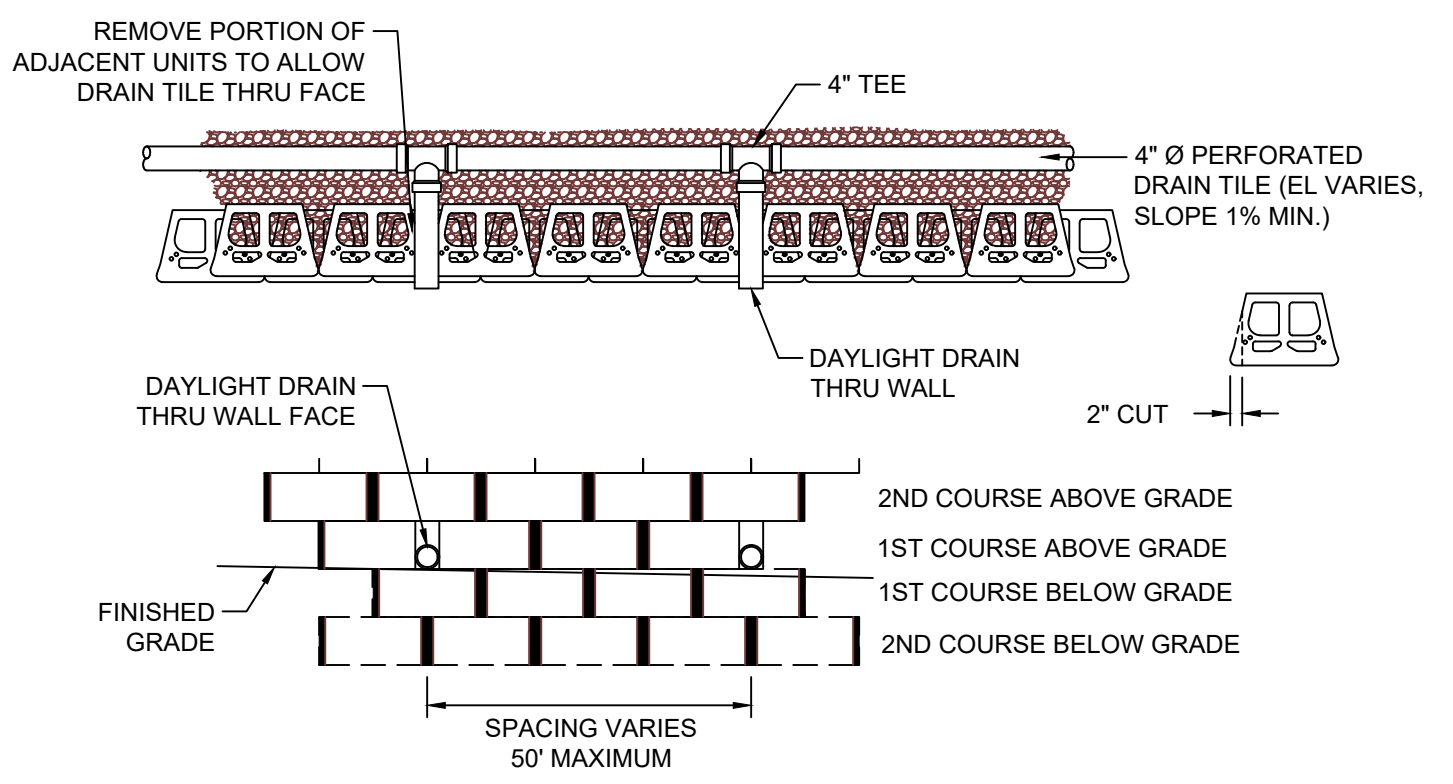 REMOVE PORTION OF
ADJACENT UNITS TO ALLOW
DRAIN TILE THRU FACE
4" TEE
4" Ø PERFORATED
DRAIN TILE (EL VARIES,
SLOPE 1% MIN.)
DAYLIGHT DRAIN
THRU WALL
2" CUT
DAYLIGHT DRAIN
THRU WALL FACE
2ND COURSE ABOVE GRADE
1ST COURSE ABOVE GRADE
1ST COURSE BELOW GRADE
2ND COURSE BELOW GRADE
FINISHED
GRADE
SPACING VARIES
50' MAXIMUM